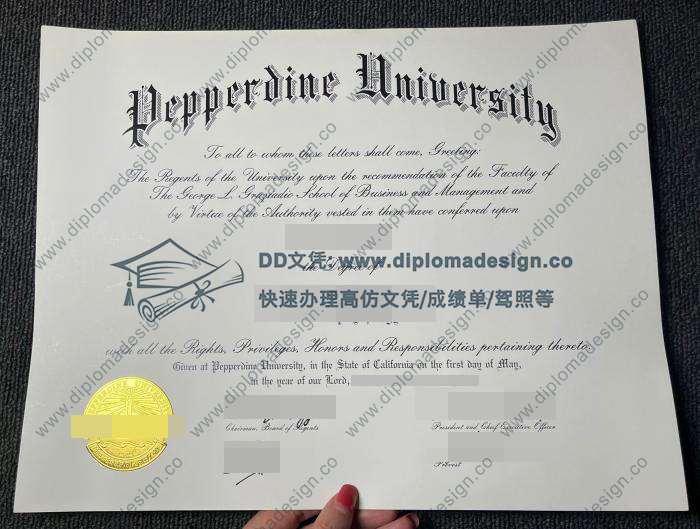 Pepperdine University
To all to whom these letters shall come, Greeting:
The Regents of the University upon the recommendation of the Faculty of
The George L. Graziadio School of Business and Management and
by Virtue of the Authority vested in them have conferred upon
DD文凭: www.diplomadesign.co
the Degree of
快速办理高仿文凭/成绩单/驾照等
with all the Rights, Privileges, Honors and Responsibilities pertaining thereto.
Given at Pepperdine University, in the State of California on the first day of May,
in the year of our Lord,
Chairman, Board of Regents
President and Chief Executive Officer
Provost
www.diplomadesign.co